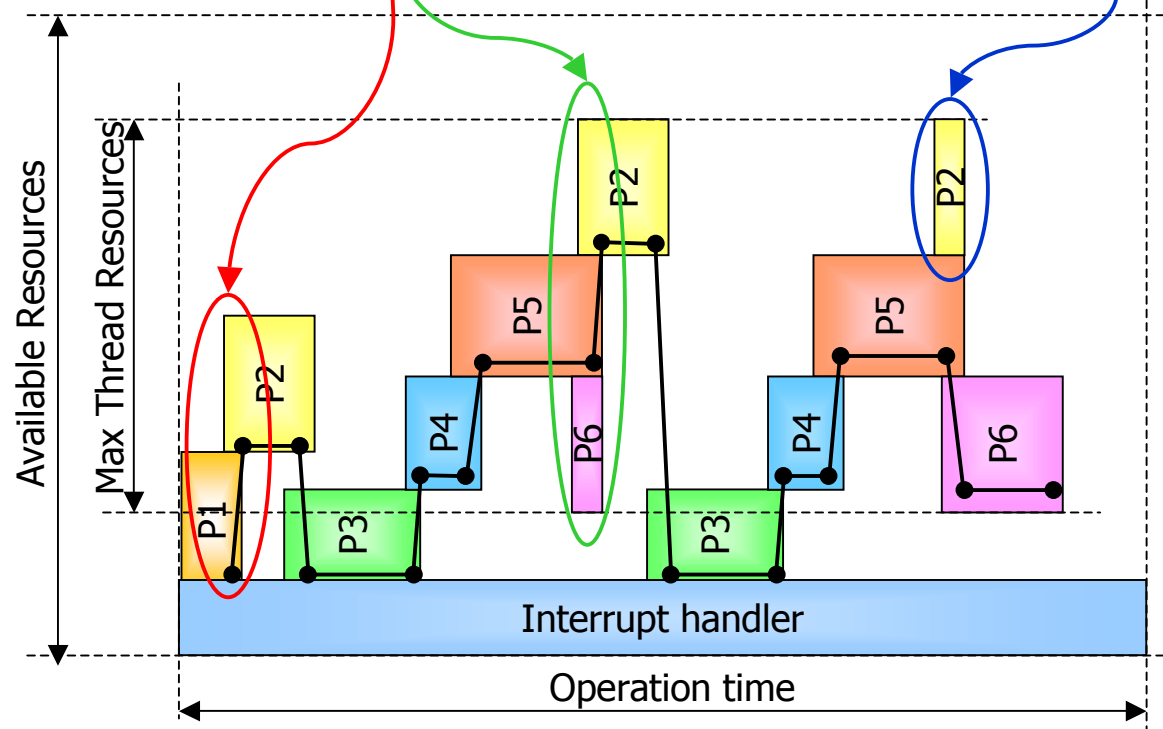 Available Resources
Max Thread Resources
P1
P2
P3
P4
P5
P6
P2
P3
P4
P5
P2
P6
Interrupt handler
Operation time